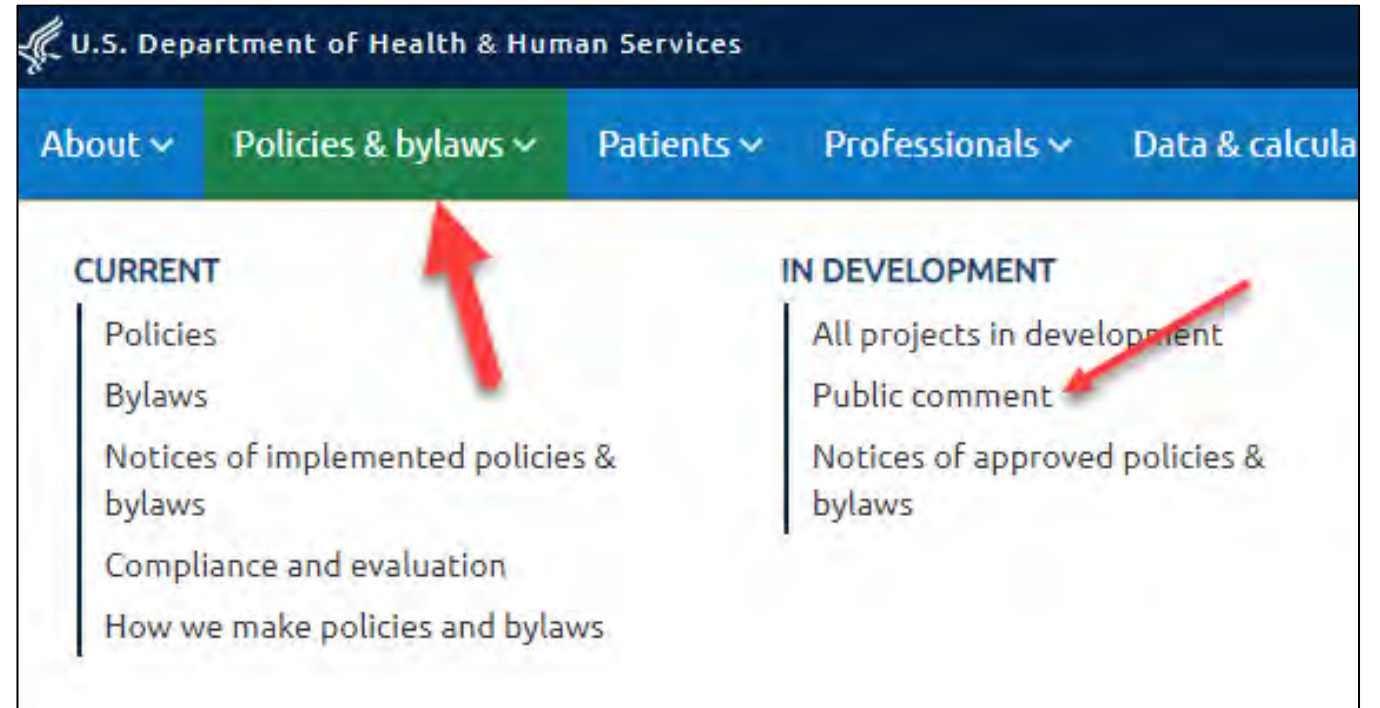 U.S. Department of Health & Human Services
About Policies & bylaws Patients Professionals Data & calcula
CURRENT
Policies
Bylaws
Notices of implemented policies &
bylaws
Compliance and evaluation
How we make policies and bylaws
IN DEVELOPMENT
All projects in development
Public comment
Notices of approved policies &
bylaws